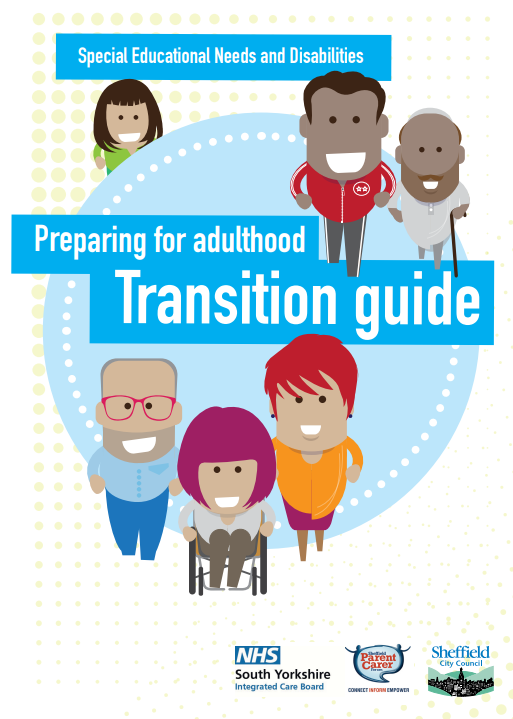 Special Educational Needs and Disabilities
Preparing for adulthood
Transition guide
NHS
South Yorkshire
Integrated Care Board
Sheffield
Parent
Carer
Forum
CONNECT INFORM EMPOWER
Sheffield
City Council